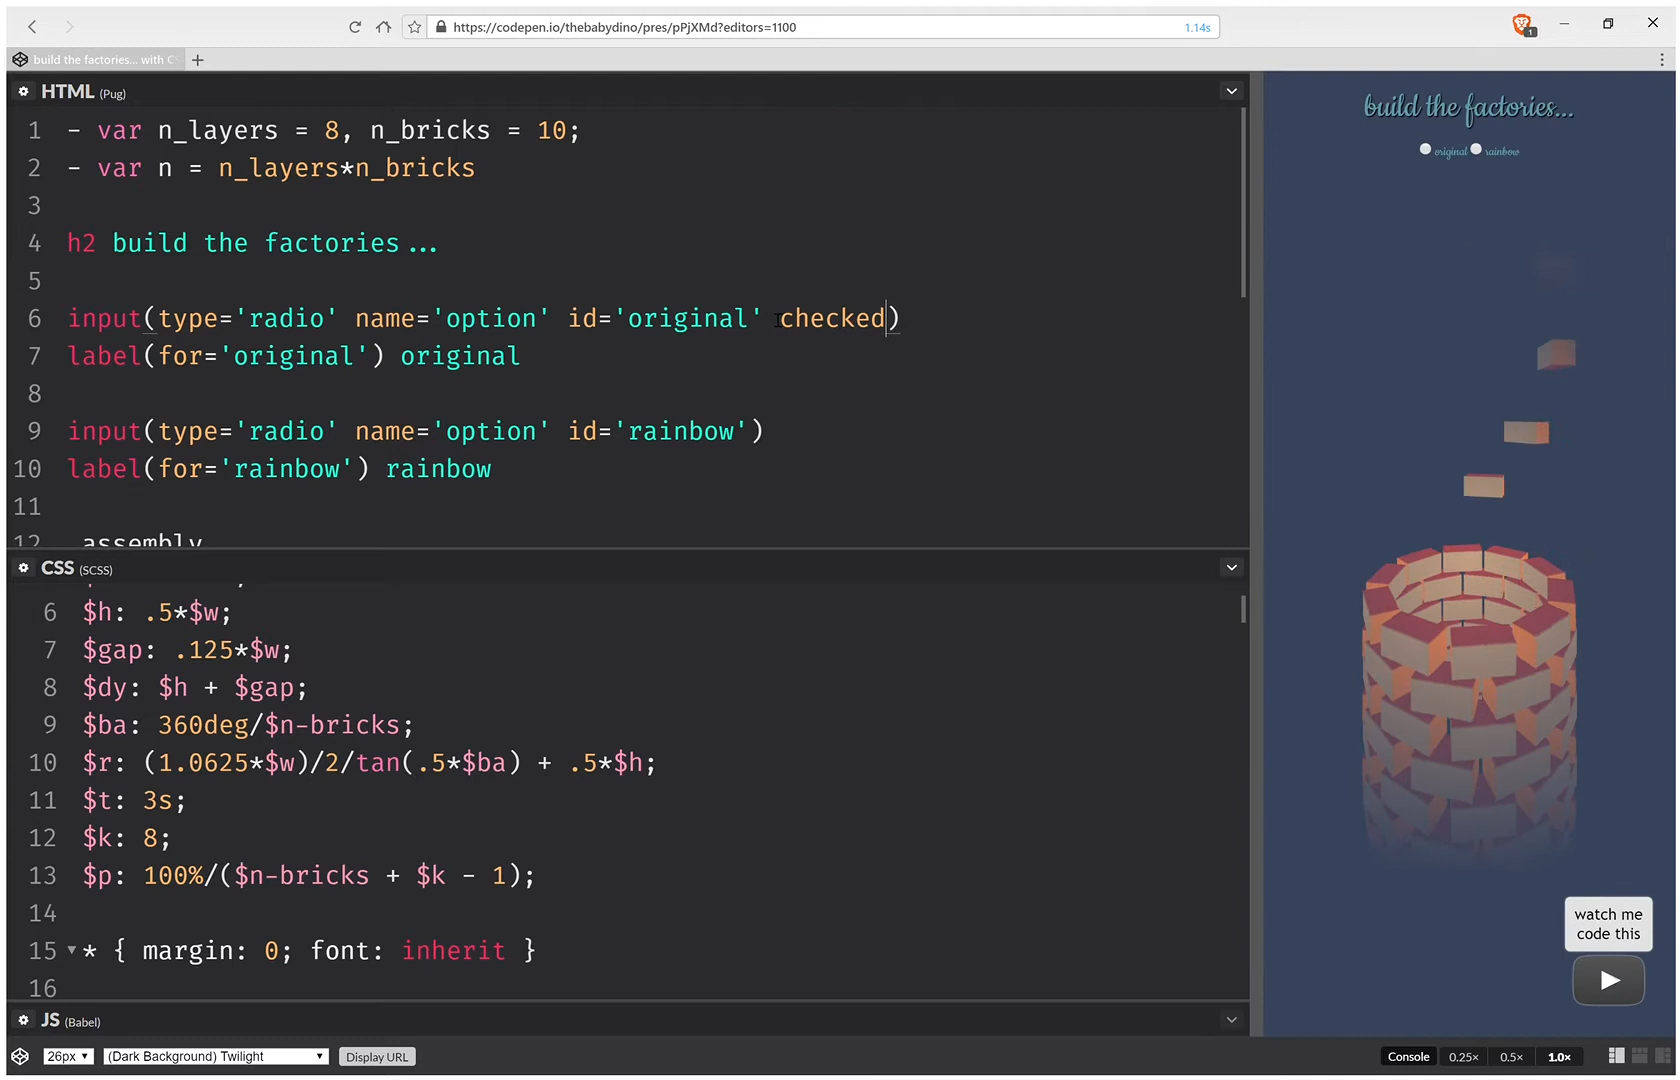 https://codepen.io/thebabydino/pres/pPjXMd?editors=1100
1.14s
1
build the factories... with C
HTML (Pug)
1 - var n_layers = 8, n_bricks = 10;
2 - var n = n_layers*n_bricks
3
4 h2 build the factories...
5
6 input(type='radio' name='option' id='original' checked)
7 label(for='original') original
8
9 input(type='radio' name='option' id='rainbow')
10 label(for='rainbow') rainbow
11
12 .assembly
CSS (SCSS)
6 $h: .5*$w;
7 $gap: .125*$w;
8 $dy: $h + $gap;
9 $ba: 360deg/$n-bricks;
10 $r: (1.0625*$w)/2/tan(.5*$ba) + .5*$h;
11 $t: 3s;
12 $k: 8;
13 $p: 100%/($n-bricks + $k - 1);
14
15 * { margin: 0; font: inherit }
16
JS (Babel)
26px
(Dark Background) Twilight
Display URL
build the factories...
original rainbow
watch me
code this
Console 0.25× 0.5× 1.0×